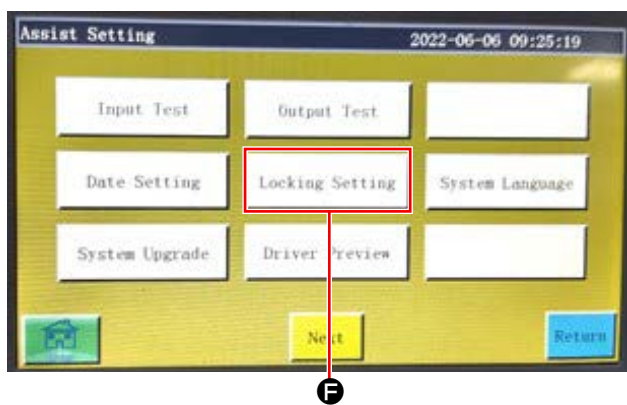 Assist Setting 2022-06-06 09:25:19
Input Test Output Test
Date Setting Locking Setting System Language
System Upgrade Driver Preview
Next Return
F